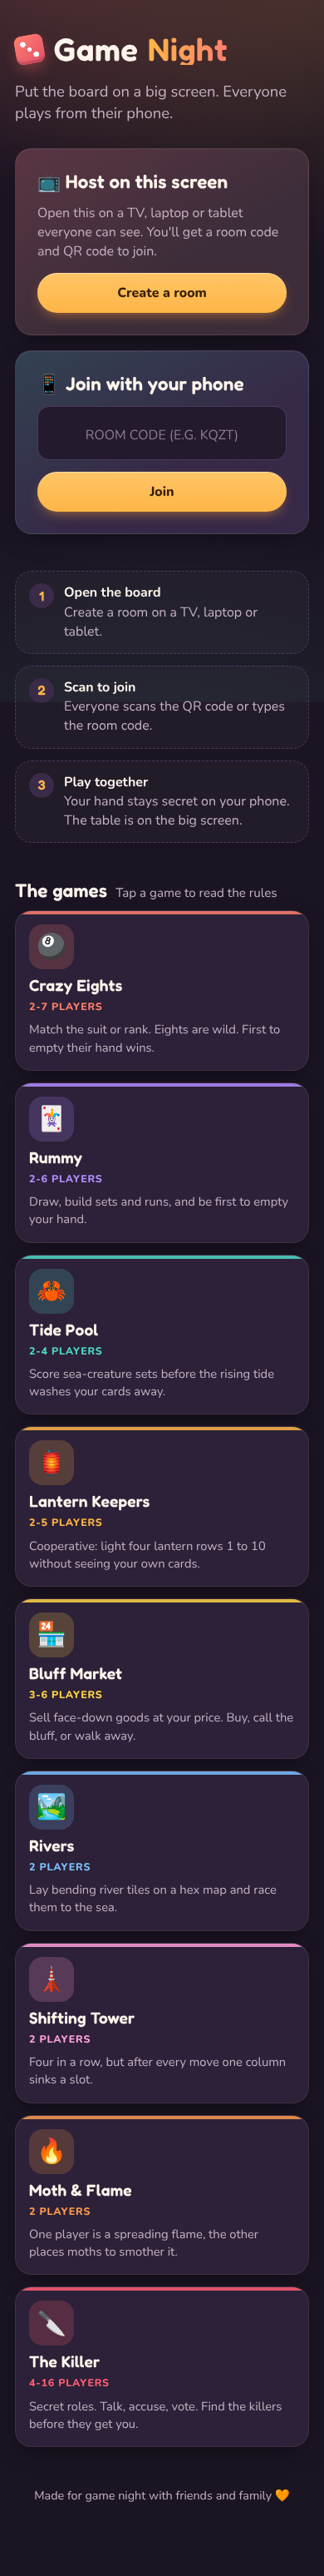 Game Night
Put the board on a big screen. Everyone
plays from their phone.
Host on this screen
Open this on a TV, laptop or tablet
everyone can see. You'll get a room code
and QR code to join.
Create a room
Join with your phone
ROOM CODE (E.G. KQZT)
Join
1
Open the board
Create a room on a TV, laptop or
tablet.
2
Scan to join
Everyone scans the QR code or types
the room code.
3
Play together
Your hand stays secret on your phone.
The table is on the big screen.
The games Tap a game to read the rules
8
Crazy Eights
2-7 PLAYERS
Match the suit or rank. Eights are wild. First to
empty their hand wins.
Rummy
2-6 PLAYERS
Draw, build sets and runs, and be first to empty
your hand.
Tide Pool
2-4 PLAYERS
Score sea-creature sets before the rising tide
washes your cards away.
Lantern Keepers
2-5 PLAYERS
Cooperative: light four lantern rows 1 to 10
without seeing your own cards.
Bluff Market
3-6 PLAYERS
Sell face-down goods at your price. Buy, call the
bluff, or walk away.
Rivers
2 PLAYERS
Lay bending river tiles on a hex map and race
them to the sea.
Shifting Tower
2 PLAYERS
Four in a row, but after every move one column
sinks a slot.
Moth & Flame
2 PLAYERS
One player is a spreading flame, the other
places moths to smother it.
The Killer
4-16 PLAYERS
Secret roles. Talk, accuse, vote. Find the killers
before they get you.
Made for game night with friends and family 🧡